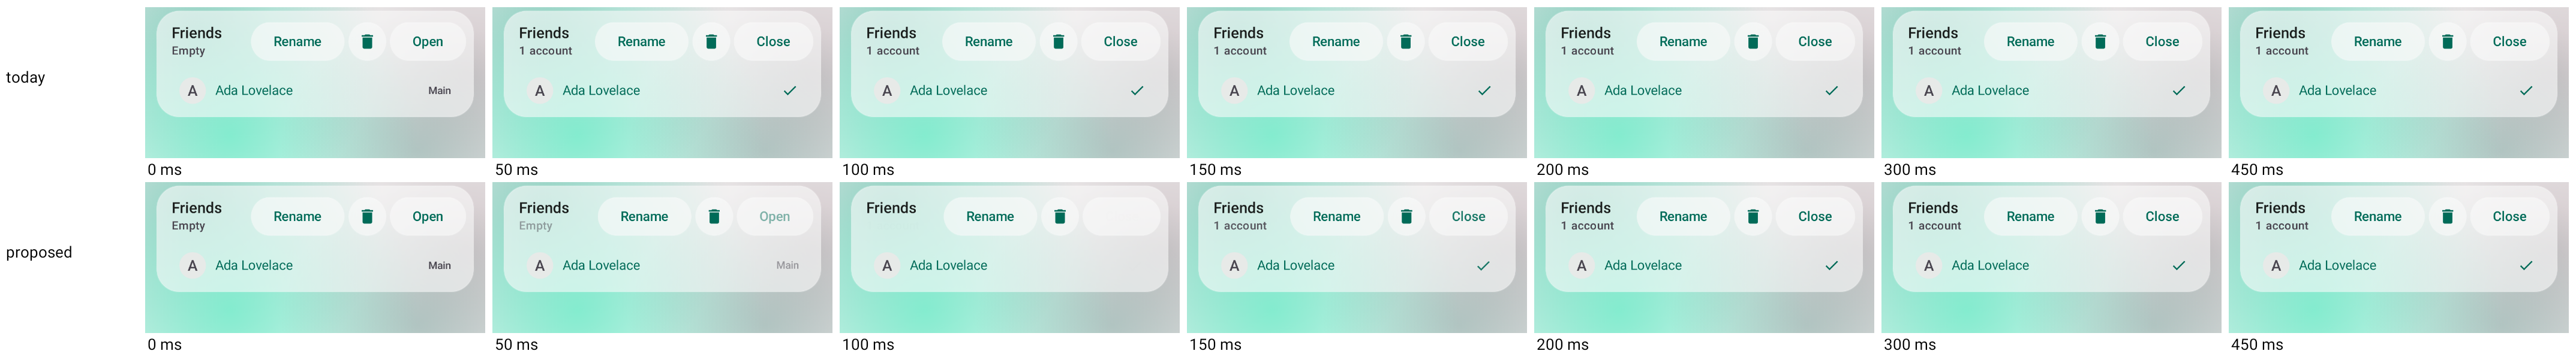 today
Friends Rename Open
Empty
A Ada Lovelace Main
0 ms
Friends Rename Close
1 account
A Ada Lovelace
50 ms
Friends Rename Close
1 account
A Ada Lovelace
100 ms
Friends Rename Close
1 account
A Ada Lovelace
150 ms
Friends Rename Close
1 account
A Ada Lovelace
200 ms
Friends Rename Close
1 account
A Ada Lovelace
300 ms
Friends Rename Close
1 account
A Ada Lovelace
450 ms
proposed
Friends Rename Open
Empty
A Ada Lovelace Main
0 ms
Friends Rename Open
Empty
A Ada Lovelace Main
50 ms
Friends Rename
A Ada Lovelace
100 ms
Friends Rename Close
1 account
A Ada Lovelace
150 ms
Friends Rename Close
1 account
A Ada Lovelace
200 ms
Friends Rename Close
1 account
A Ada Lovelace
300 ms
Friends Rename Close
1 account
A Ada Lovelace
450 ms